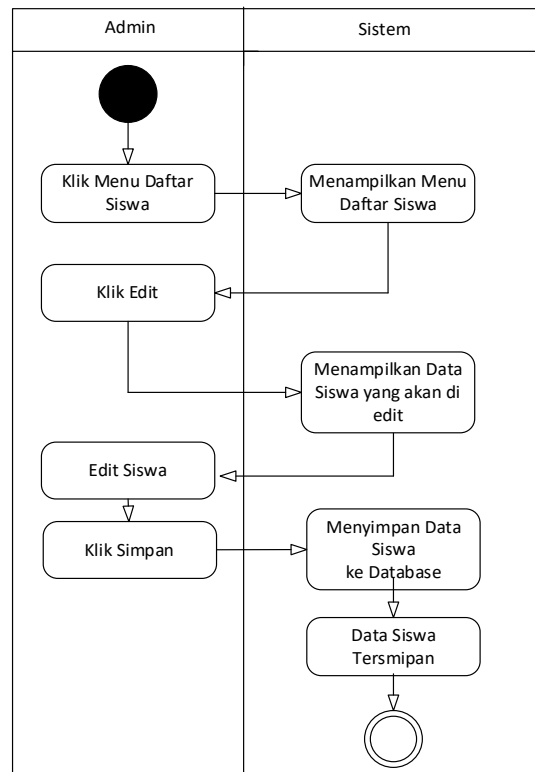 Admin
Sistem
Klik Menu Daftar
Siswa
Menampilkan Menu
Daftar Siswa
Klik Edit
Menampilkan Data
Siswa yang akan di
edit
Edit Siswa
Klik Simpan
Menyimpan Data
Siswa
ke Database
Data Siswa
Tersmipan